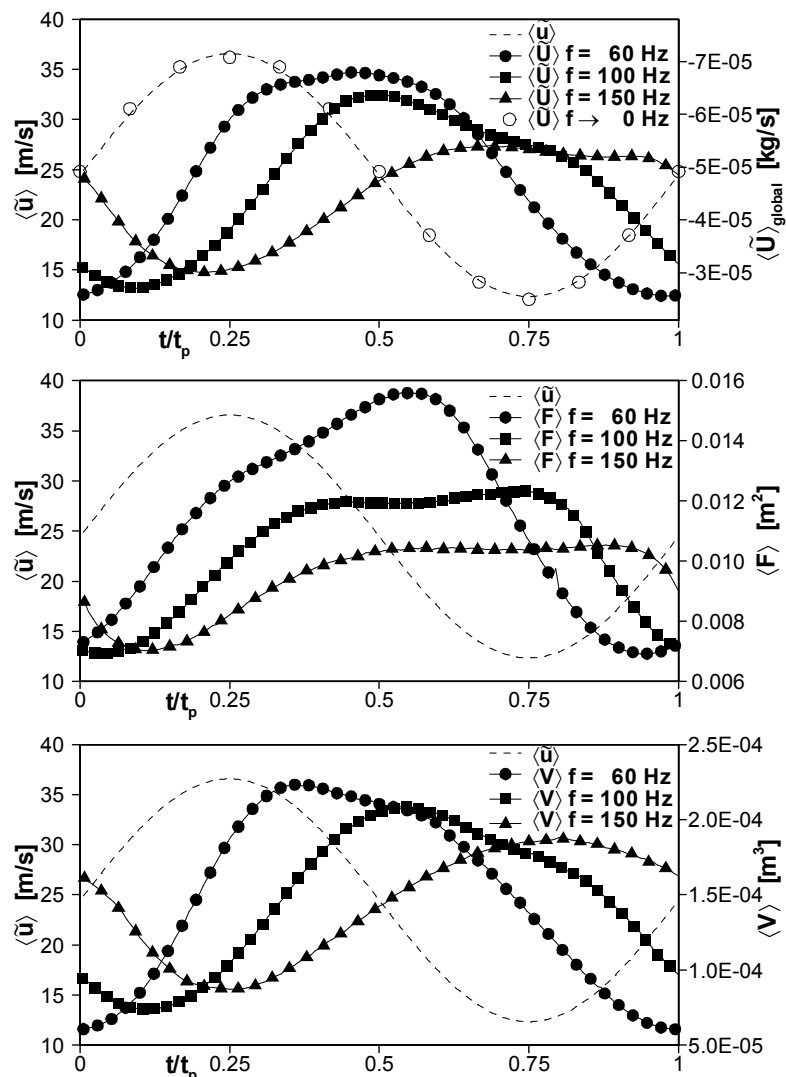 40
35
30
25
20
15
10
⟨ũ⟩ [m/s]
0
t/tp
0.25
0.5
0.75
1
-7E-05
-6E-05
-5E-05
-4E-05
-3E-05
⟨Ũ⟩global [kg/s]
⟨ũ⟩
⟨Ũ⟩ f = 60 Hz
⟨Ũ⟩ f = 100 Hz
⟨Ũ⟩ f = 150 Hz
⟨Ũ⟩ f → 0 Hz
40
35
30
25
20
15
10
⟨ũ⟩ [m/s]
0
t/tp
0.25
0.5
0.75
1
0.016
0.014
0.012
0.010
0.008
0.006
⟨F⟩ [m²]
⟨ũ⟩
⟨F⟩ f = 60 Hz
⟨F⟩ f = 100 Hz
⟨F⟩ f = 150 Hz
40
35
30
25
20
15
10
⟨ũ⟩ [m/s]
0
t/tp
0.25
0.5
0.75
1
2.5E-04
2.0E-04
1.5E-04
1.0E-04
5.0E-05
⟨V⟩ [m³]
⟨ũ⟩
⟨V⟩ f = 60 Hz
⟨V⟩ f = 100 Hz
⟨V⟩ f = 150 Hz